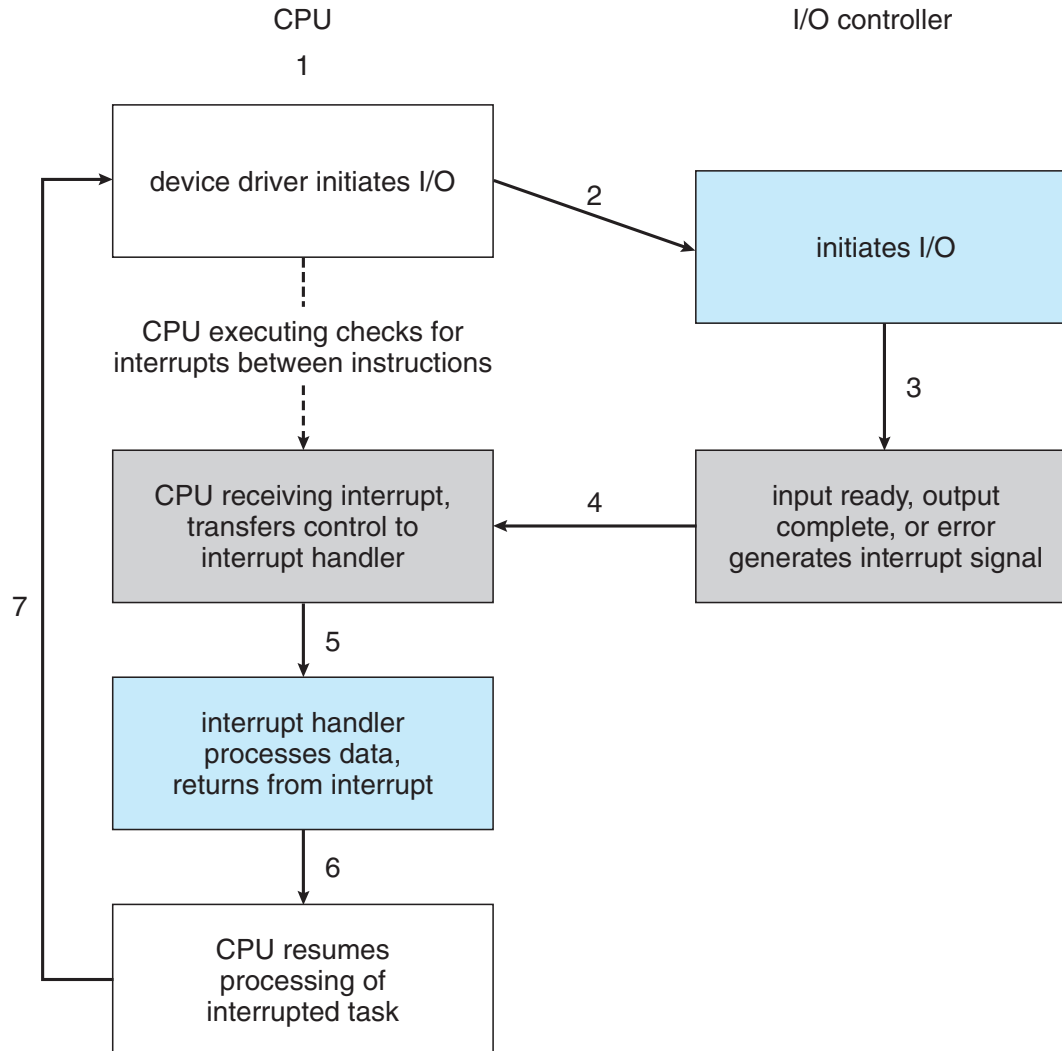 CPU
I/O controller
1
device driver initiates I/O
2
initiates I/O
CPU executing checks for
interrupts between instructions
3
CPU receiving interrupt,
transfers control to
interrupt handler
4
input ready, output
complete, or error
generates interrupt signal
7
5
interrupt handler
processes data,
returns from interrupt
6
CPU resumes
processing of
interrupted task